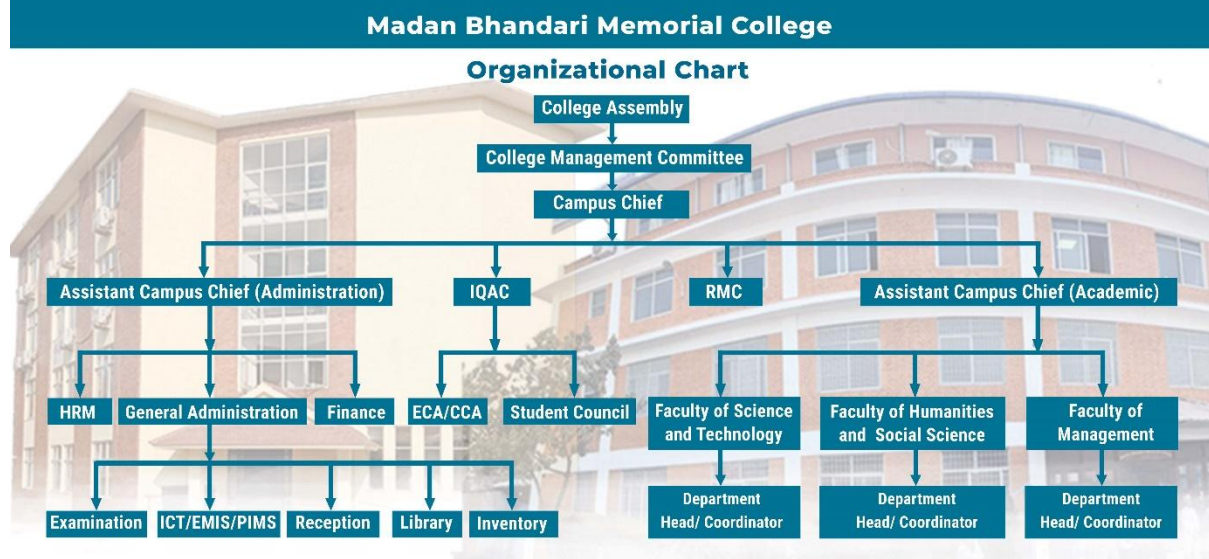 Madan Bhandari Memorial College
Organizational Chart
College Assembly
College Management Committee
Campus Chief
Assistant Campus Chief (Administration)
IQAC
RMC
Assistant Campus Chief (Academic)
HRM
General Administration
Finance
ECA/CCA
Student Council
Faculty of Science
and Technology
Faculty of Humanities
and Social Science
Faculty of
Management
Examination
ICT/EMIS/PIMS
Reception
Library
Inventory
Department
Head/ Coordinator
Department
Head/ Coordinator
Department
Head/ Coordinator